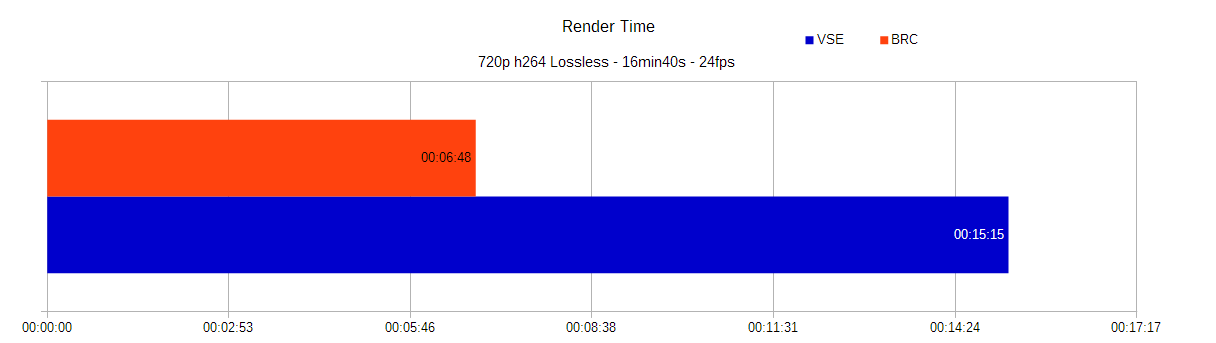 Render Time
VSE BRC
720p h264 Lossless - 16min40s - 24fps
00:06:48
00:15:15
00:00:00 00:02:53 00:05:46 00:08:38 00:11:31 00:14:24 00:17:17